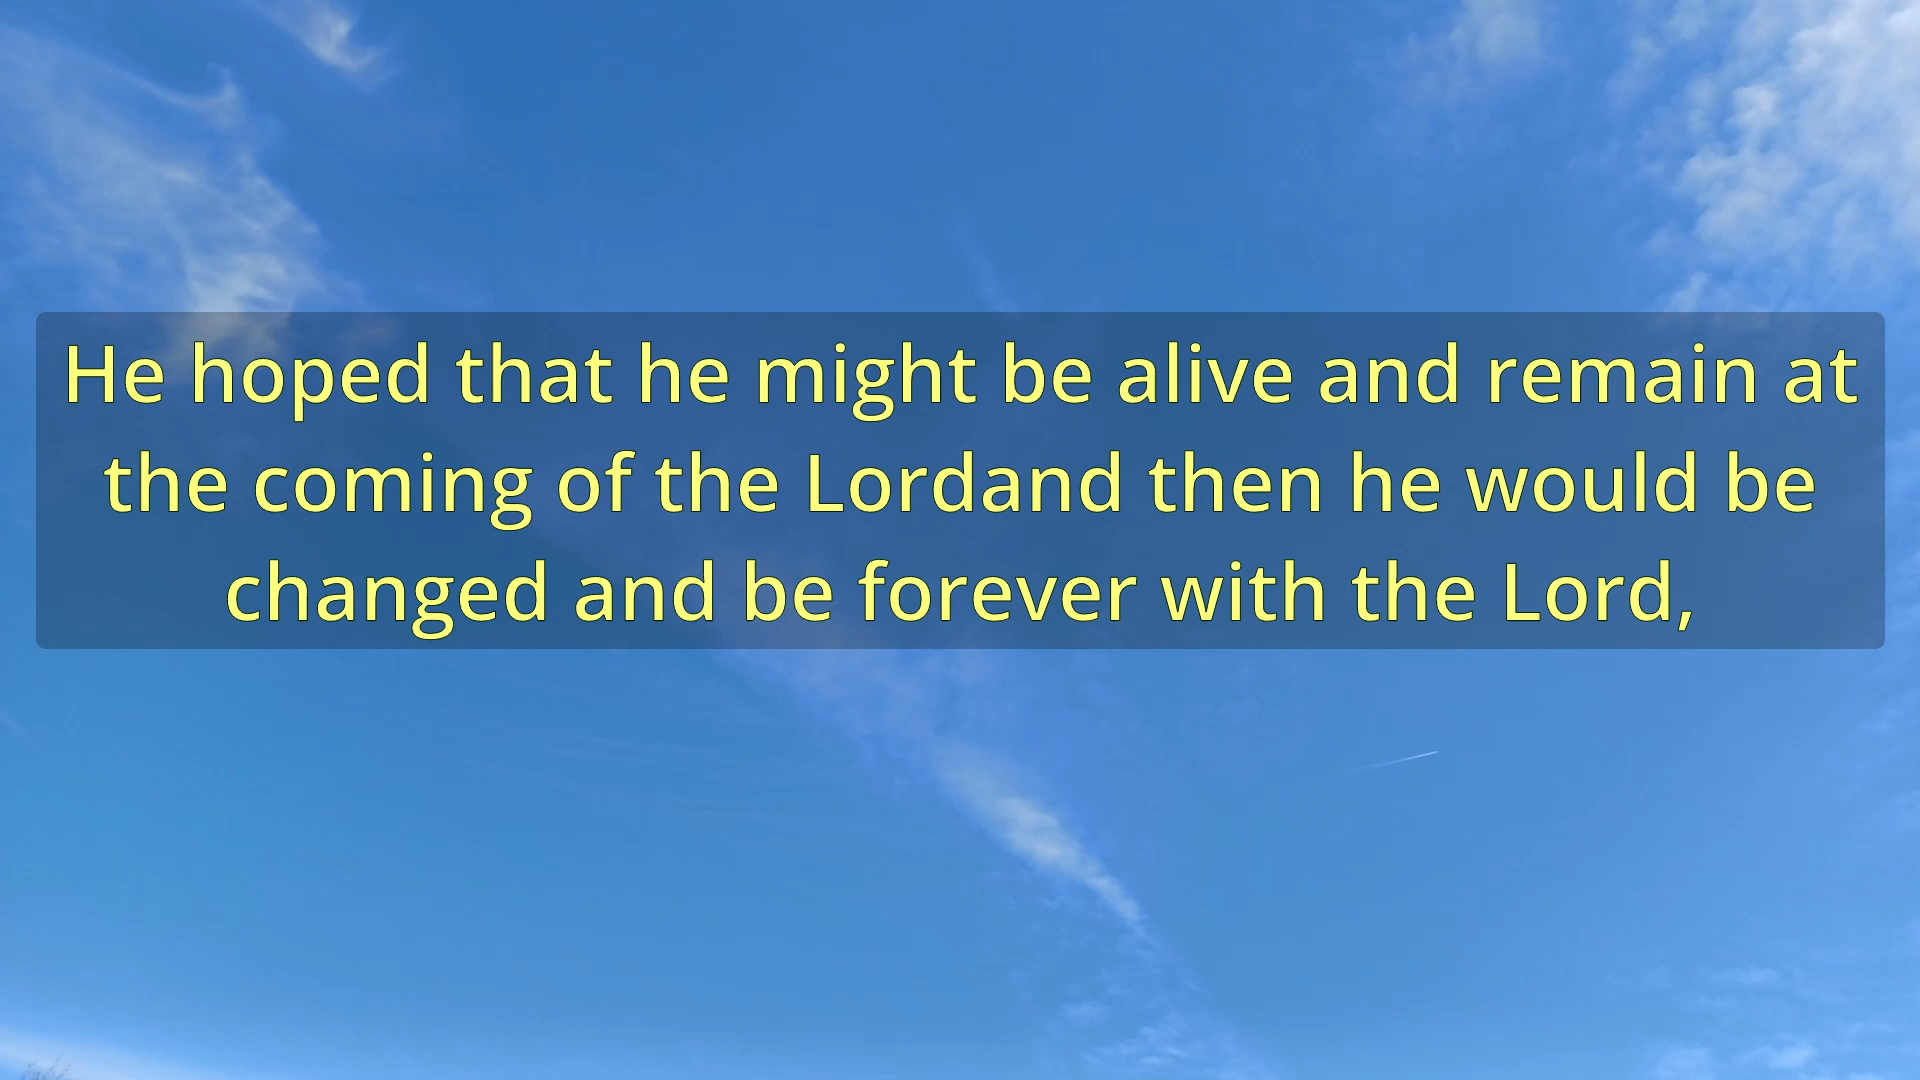 He hoped that he might be alive and remain at
the coming of the Lordand then he would be
changed and be forever with the Lord,